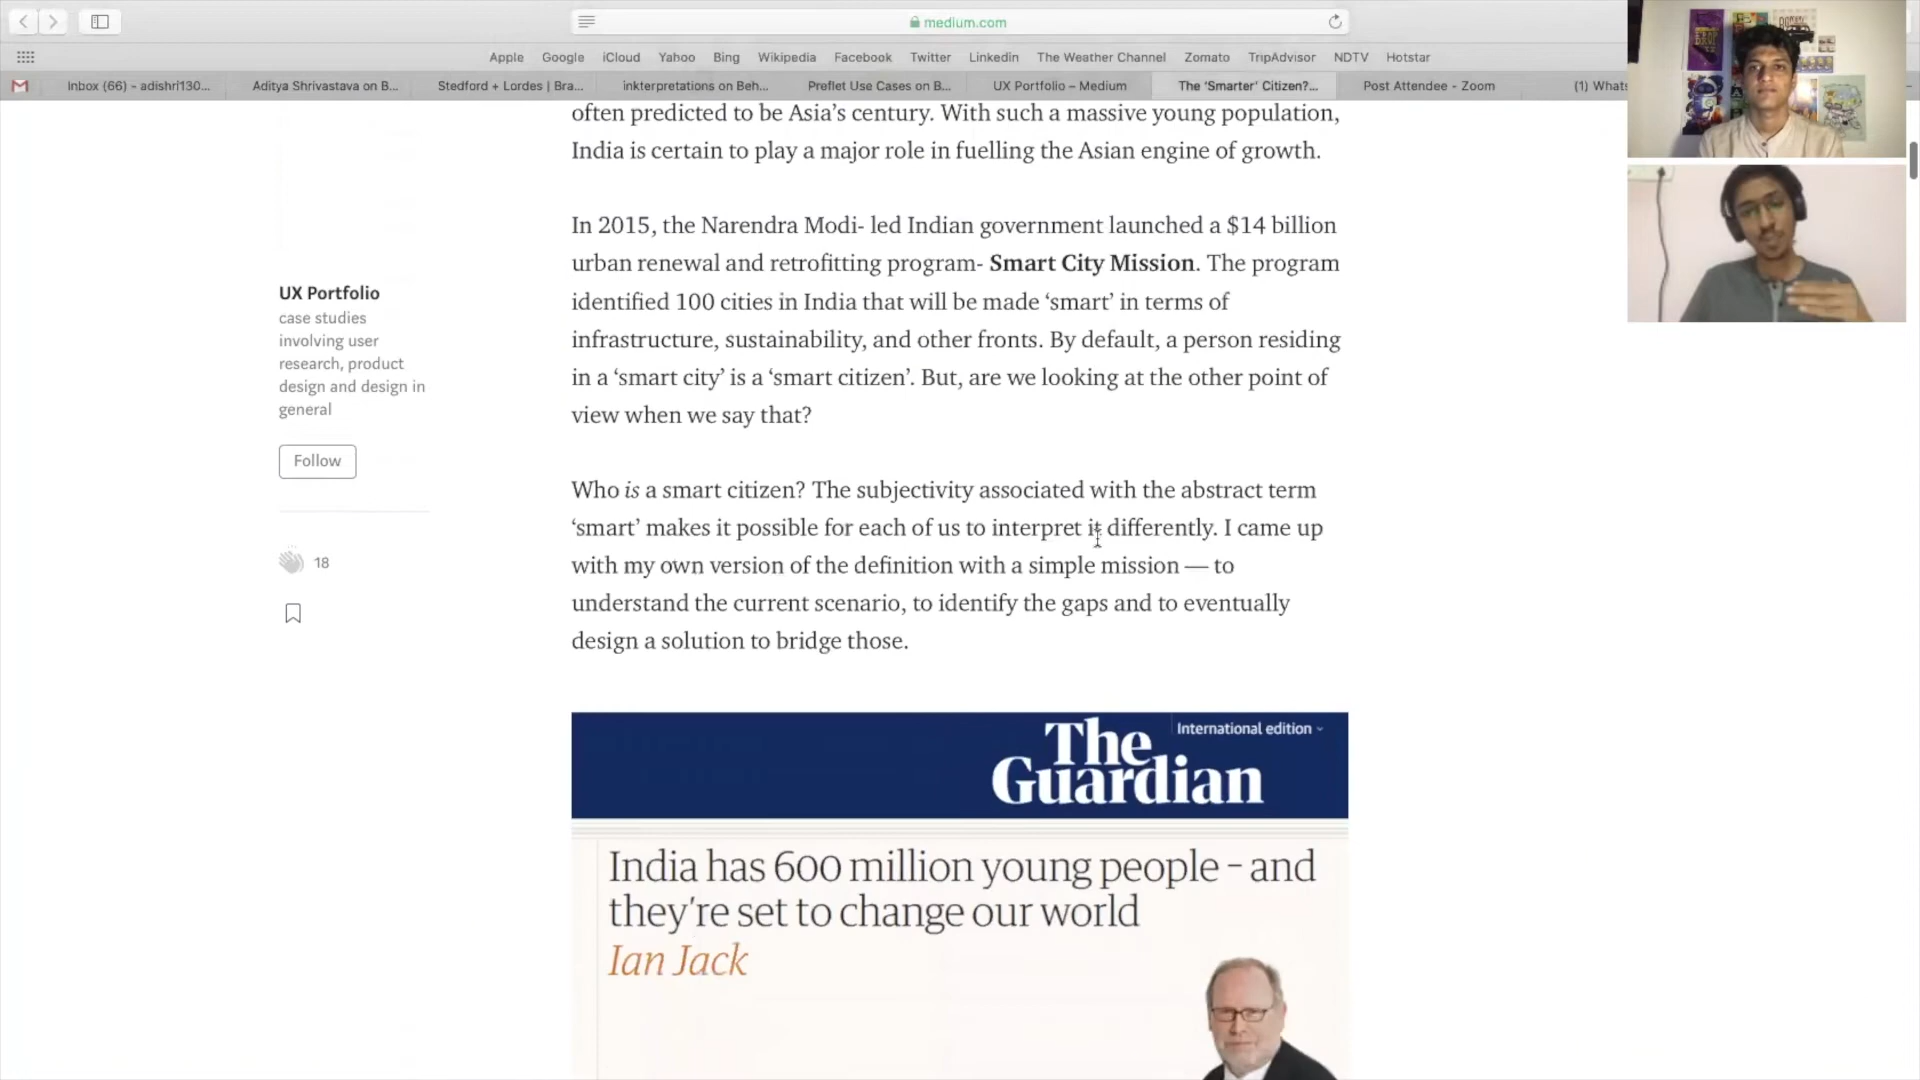 medium.com
Apple Google iCloud Yahoo Bing Wikipedia Facebook Twitter Linkedin The Weather Channel Zomato TripAdvisor NDTV Hotstar
Inbox (66) - adishri130... Aditya Shrivastava on B... Stedford + Lordes | Bra... inkterpretations on Beh... Preflet Use Cases on B... UX Portfolio – Medium The 'Smarter' Citizen?... Post Attendee - Zoom (1) Whats
often predicted to be Asia’s century. With such a massive young population,
India is certain to play a major role in fuelling the Asian engine of growth.
In 2015, the Narendra Modi- led Indian government launched a $14 billion
urban renewal and retrofitting program- Smart City Mission. The program
identified 100 cities in India that will be made ‘smart’ in terms of
infrastructure, sustainability, and other fronts. By default, a person residing
in a ‘smart city’ is a ‘smart citizen’. But, are we looking at the other point of
view when we say that?
UX Portfolio
case studies
involving user
research, product
design and design in
general
Follow
18
Who is a smart citizen? The subjectivity associated with the abstract term
‘smart’ makes it possible for each of us to interpret it differently. I came up
with my own version of the definition with a simple mission — to
understand the current scenario, to identify the gaps and to eventually
design a solution to bridge those.
The
Guardian
International edition
India has 600 million young people – and
they’re set to change our world
Ian Jack